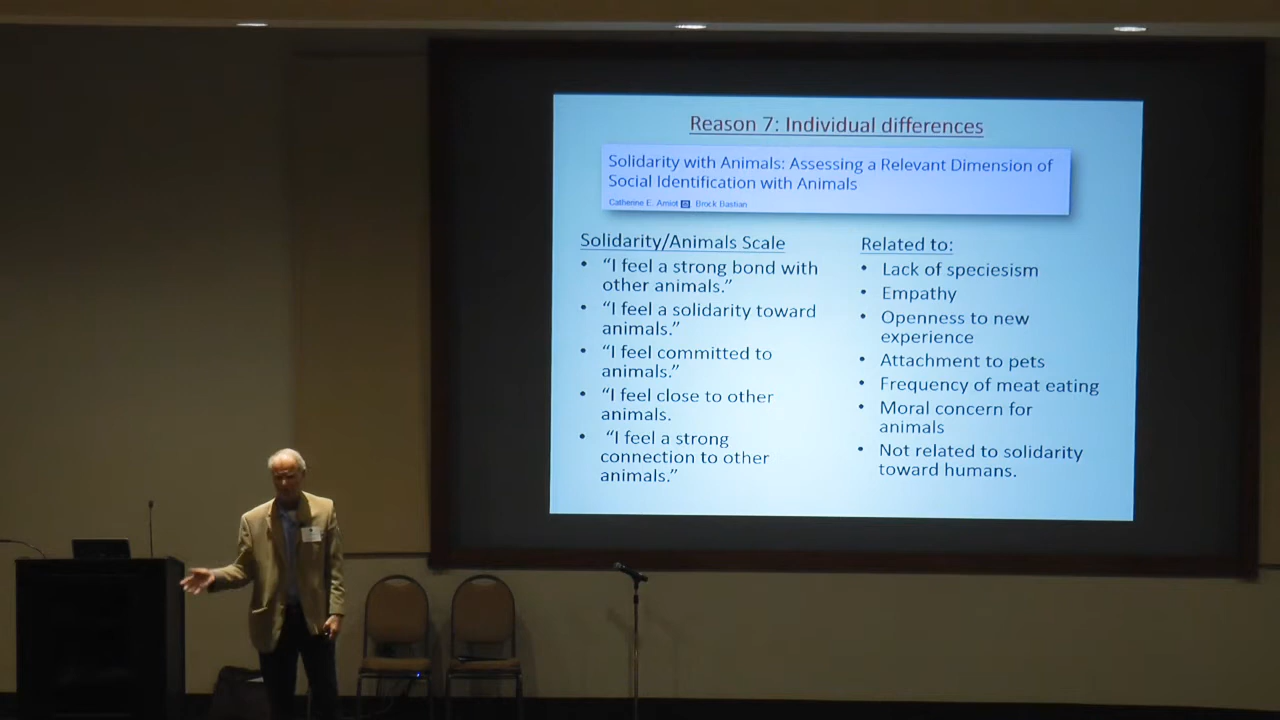 Reason 7: Individual differences
Solidarity with Animals: Assessing a Relevant Dimension of
Social Identification with Animals
Catherine E. Amiot Brock Bastian
Solidarity/Animals Scale
• “I feel a strong bond with
other animals.”
• “I feel a solidarity toward
animals.”
• “I feel committed to
animals.”
• “I feel close to other
animals.
• “I feel a strong
connection to other
animals.”
Related to:
• Lack of speciesism
• Empathy
• Openness to new
experience
• Attachment to pets
• Frequency of meat eating
• Moral concern for
animals
• Not related to solidarity
toward humans.